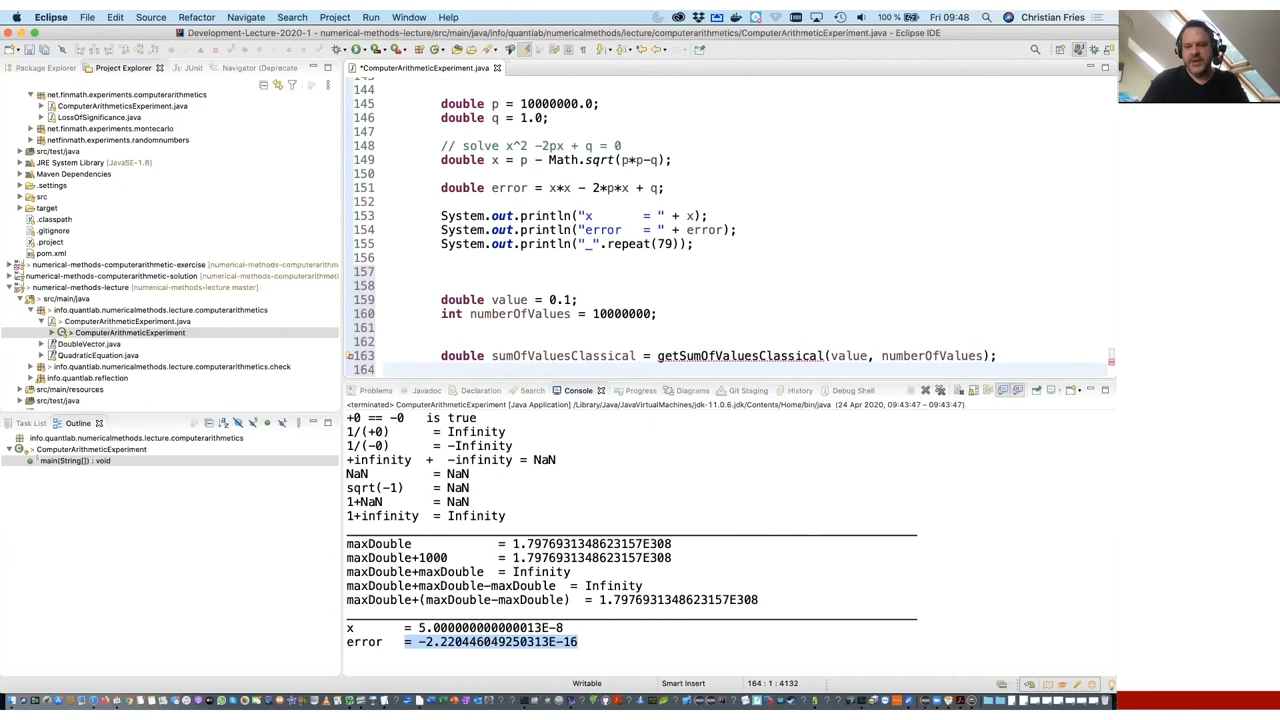 Eclipse File Edit Source Refactor Navigate Search Project Run Window Help 100 % Fri 09:48 Christian Fries
Development-Lecture-2020-1 - numerical-methods-lecture/src/main/java/info/quantlab/numericalmethods/lecture/computerarithmetics/ComputerArithmeticExperiment.java - Eclipse IDE
Package Explorer Project Explorer JUnit Navigator (Deprecate
net.finmath.experiments.computerarithmetics
ComputerArithmeticsExperiment.java
LossOfSignificance.java
net.finmath.experiments.montecarlo
netfinmath.experiments.randomnumbers
src/test/java
JRE System Library [JavaSE-1.8]
Maven Dependencies
.settings
src
target
.classpath
.gitignore
.project
pom.xml
numerical-methods-computerarithmetic-exercise
numerical-methods-computerarithmetic-solution [numerical-methods-computerarithmeti
numerical-methods-lecture [numerical-methods-lecture master]
src/main/java
info.quantlab.numericalmethods.lecture.computerarithmetics
ComputerArithmeticExperiment.java
ComputerArithmeticExperiment
DoubleVector.java
QuadraticEquation.java
info.quantlab.numericalmethods.lecture.computerarithmetics.check
info.quantlab.reflection
src/main/resources
src/test/java
Task List Outline
info.quantlab.numericalmethods.lecture.computerarithmetics
ComputerArithmeticExperiment
main(String[]) : void
*ComputerArithmeticExperiment.java
143
144
145 double p = 10000000.0;
146 double q = 1.0;
147
148 // solve x^2 -2px + q = 0
149 double x = p - Math.sqrt(p*p-q);
150
151 double error = x*x - 2*p*x + q;
152
153 System.out.println("x = " + x);
154 System.out.println("error = " + error);
155 System.out.println("_".repeat(79));
156
157
158
159 double value = 0.1;
160 int numberOfValues = 10000000;
161
162
163 double sumOfValuesClassical = getSumOfValuesClassical(value, numberOfValues);
164
Problems Javadoc Declaration Search Console Progress Diagrams Git Staging History Debug Shell
<terminated> ComputerArithmeticExperiment [Java Application] /Library/Java/JavaVirtualMachines/jdk-11.0.6.jdk/Contents/Home/bin/java (24 Apr 2020, 09:43:47 – 09:43:47)
+0 == -0 is true
1/(+0) = Infinity
1/(-0) = -Infinity
+infinity + -infinity = NaN
NaN = NaN
sqrt(-1) = NaN
1+NaN = NaN
1+infinity = Infinity
maxDouble = 1.7976931348623157E308
maxDouble+1000 = 1.7976931348623157E308
maxDouble+maxDouble = Infinity
maxDouble+maxDouble-maxDouble = Infinity
maxDouble+(maxDouble-maxDouble) = 1.7976931348623157E308
x = 5.000000000000013E-8
error = -2.220446049250313E-16
Writable Smart Insert 164 : 1 : 4132